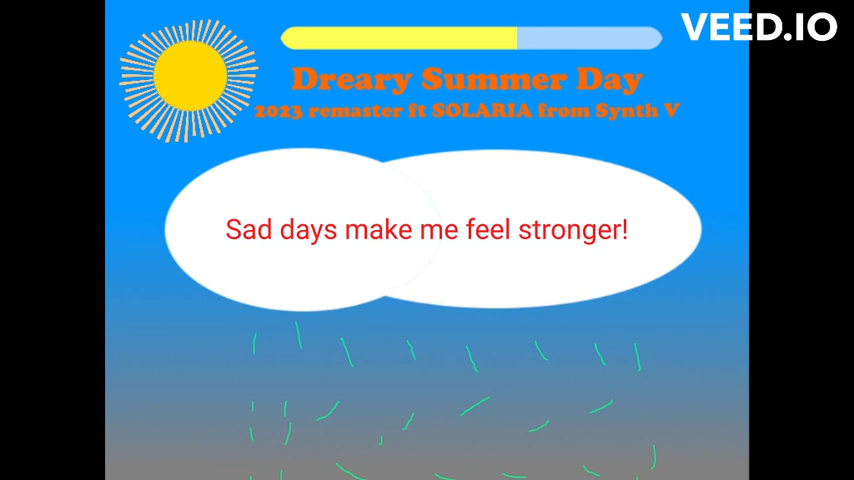 VEED.IO
Dreary Summer Day
2023 remaster ft SOLARIA from Synth V
Sad days make me feel stronger!